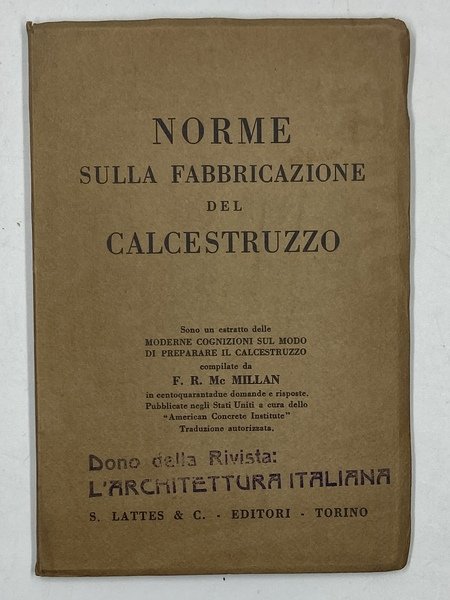 NORME
SULLA FABBRICAZIONE
DEL
CALCESTRUZZO
Sono un estratto delle
MODERNE COGNIZIONI SUL MODO
DI PREPARARE IL CALCESTRUZZO
compilate da
F. R. Mc MILLAN
in centoquarantadue domande e risposte.
Pubblicate negli Stati Uniti a cura dello
"American Concrete Institute"
Traduzione autorizzata.
Dono della Rivista:
L'ARCHITETTURA ITALIANA
S. LATTES & C. - EDITORI - TORINO